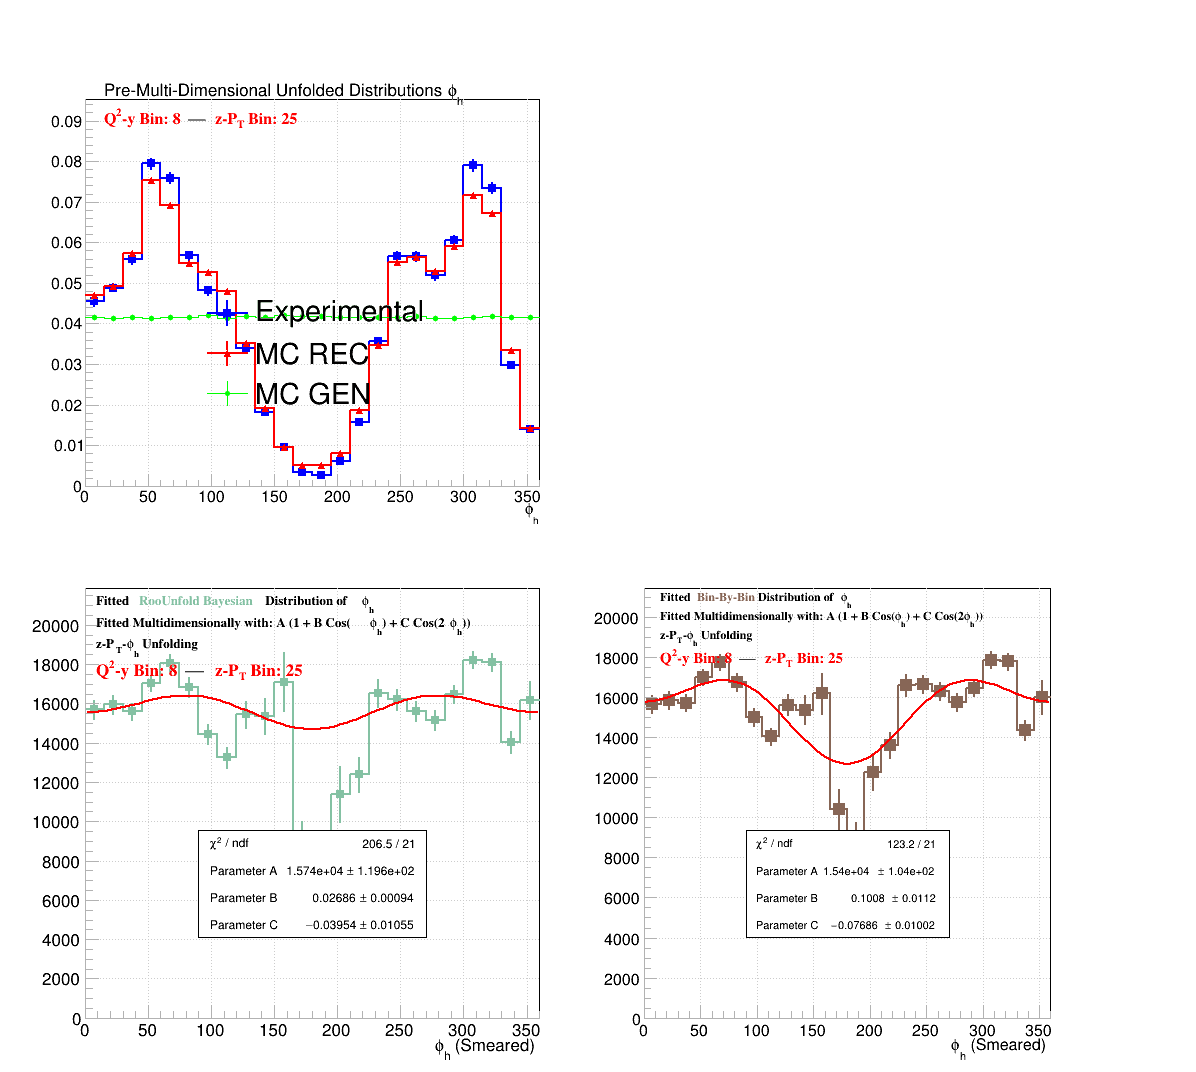 Pre-Multi-Dimensional Unfolded Distributions ϕh
Q2-y Bin: 8 — z-PT Bin: 25
0.09
0.08
0.07
0.06
0.05
0.04
0.03
0.02
0.01
0
Experimental
MC REC
MC GEN
0 50 100 150 200 250 300 350
ϕh
Fitted RooUnfold Bayesian Distribution of ϕh
Fitted Multidimensionally with: A (1 + B Cos( ϕh) + C Cos(2 ϕh))
z-PT-ϕh Unfolding
Q2-y Bin: 8 — z-PT Bin: 25
20000
18000
16000
14000
12000
10000
8000
6000
4000
2000
0
χ2 / ndf 206.5 / 21
Parameter A 1.574e+04 ± 1.196e+02
Parameter B 0.02686 ± 0.00094
Parameter C −0.03954 ± 0.01055
0 50 100 150 200 250 300 350
ϕh (Smeared)
Fitted Bin-By-Bin Distribution of ϕh
Fitted Multidimensionally with: A (1 + B Cos(ϕh) + C Cos(2ϕh))
z-PT-ϕh Unfolding
Q2-y Bin: 8 — z-PT Bin: 25
20000
18000
16000
14000
12000
10000
8000
6000
4000
2000
0
χ2 / ndf 123.2 / 21
Parameter A 1.54e+04 ± 1.04e+02
Parameter B 0.1008 ± 0.0112
Parameter C −0.07686 ± 0.01002
0 50 100 150 200 250 300 350
ϕh (Smeared)